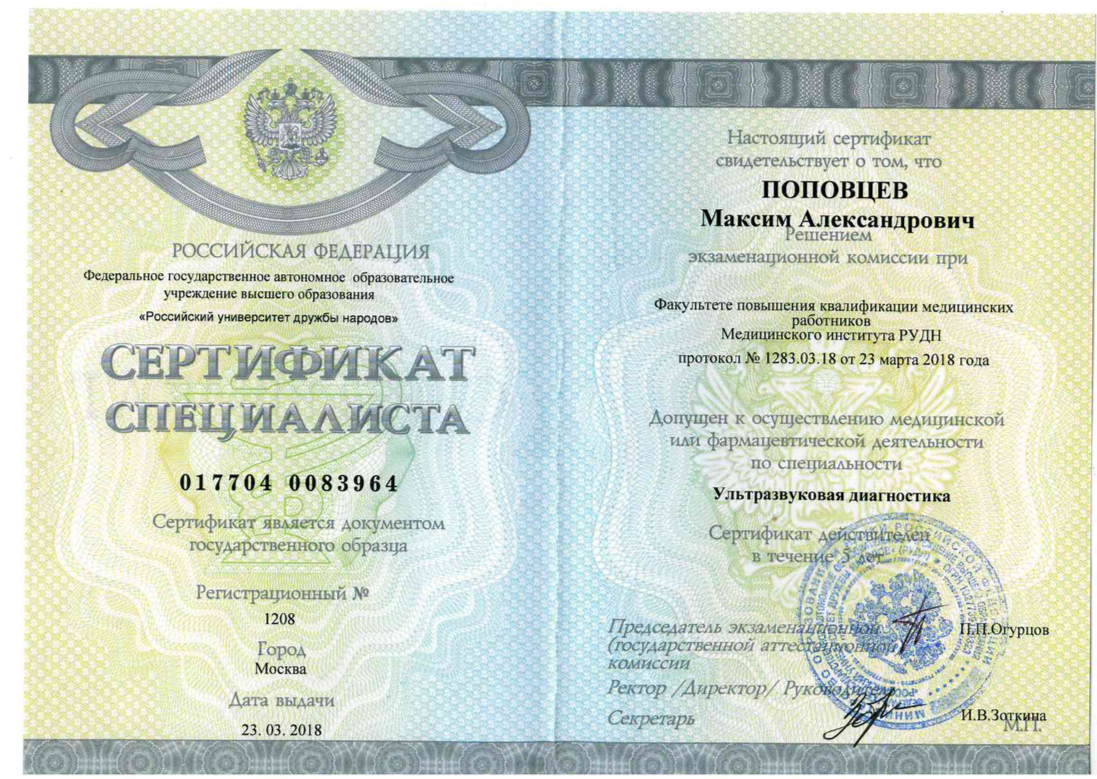 РОССИЙСКАЯ ФЕДЕРАЦИЯ
Федеральное государственное автономное образовательное
учреждение высшего образования
«Российский университет дружбы народов»
СЕРТИФИКАТ
СПЕЦИАЛИСТА
017704 0083964
Сертификат является документом
государственного образца
Регистрационный №
1208
Город
Москва
Дата выдачи
23. 03. 2018
Настоящий сертификат
свидетельствует о том, что
ПОПОВЦЕВ
Максим Александрович
Решением
экзаменационной комиссии при
Факультете повышения квалификации медицинских
работников
Медицинского института РУДН
протокол № 1283.03.18 от 23 марта 2018 года
Допущен к осуществлению медицинской
или фармацевтической деятельности
по специальности
Ультразвуковая диагностика
Сертификат действителен
в течение 5 лет
Председатель экзаменационной
(государственной аттестационной)
комиссии
П.П.Огурцов
Ректор /Директор/ Руководитель
Секретарь
И.В.Зоткина
М.П.